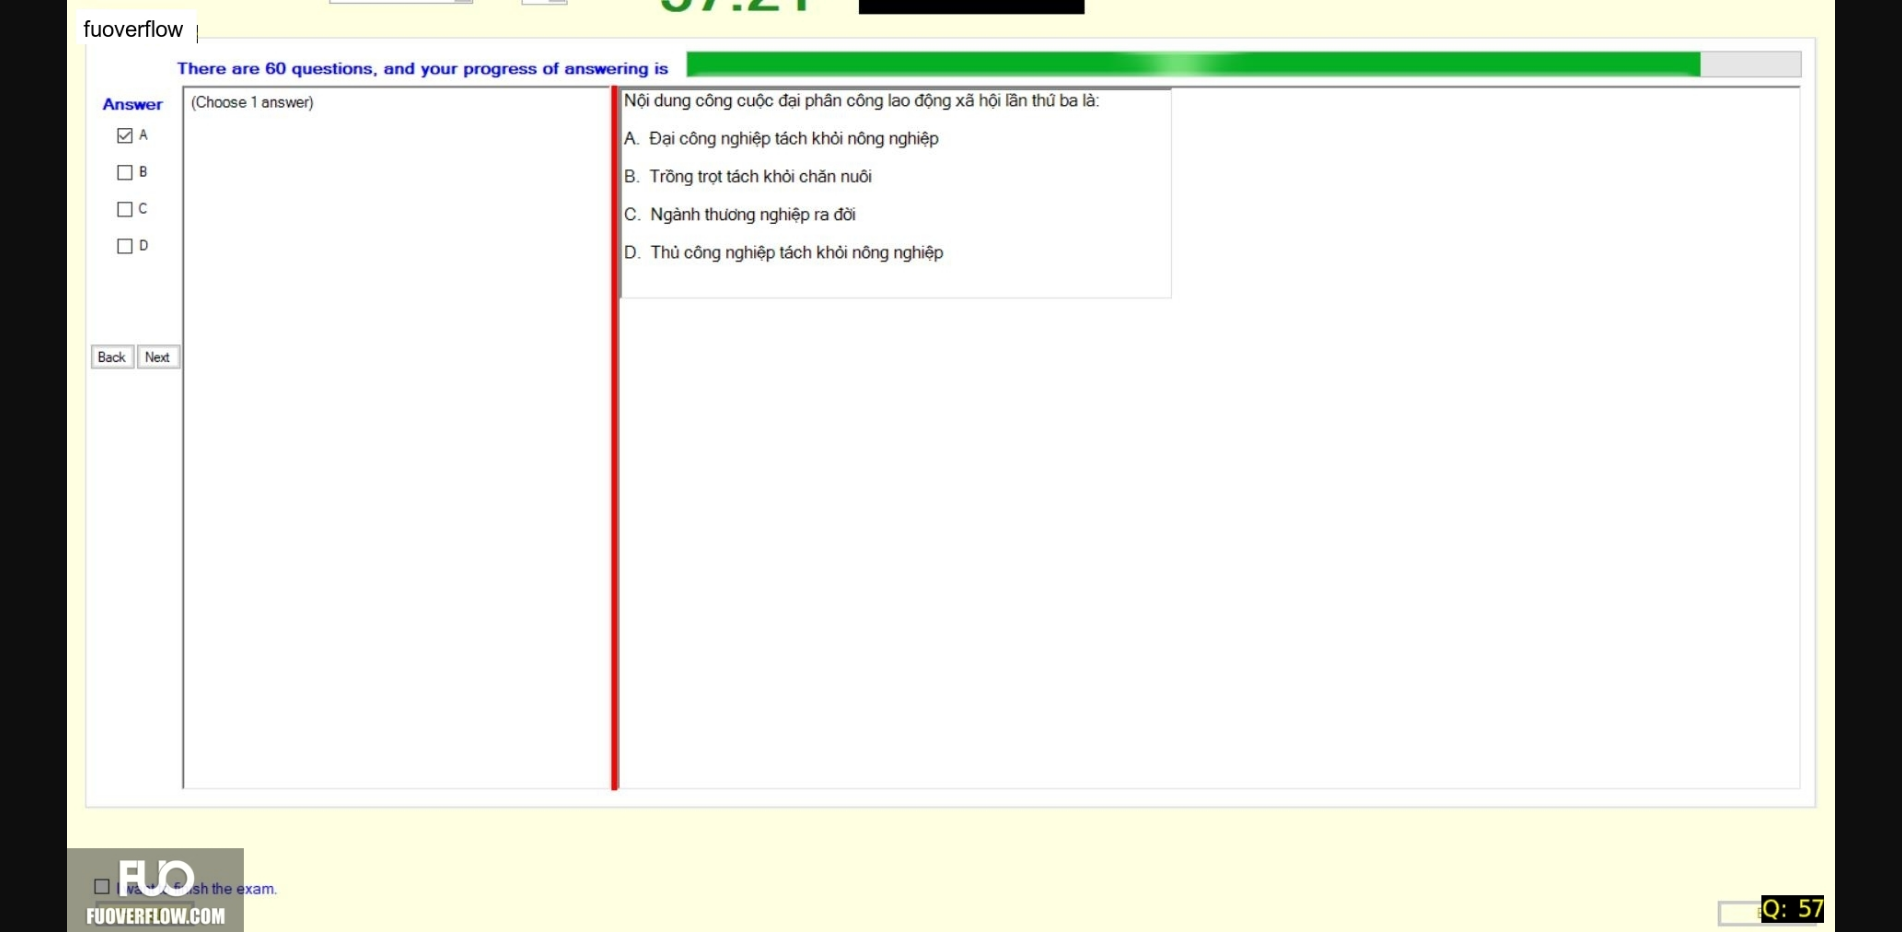 fuoverflow
There are 60 questions, and your progress of answering is
Answer
(Choose 1 answer)
A
B
C
D
Back Next
Nội dung công cuộc đại phân công lao động xã hội lần thứ ba là:
A. Đại công nghiệp tách khỏi nông nghiệp
B. Trồng trọt tách khỏi chăn nuôi
C. Ngành thương nghiệp ra đời
D. Thủ công nghiệp tách khỏi nông nghiệp
FUO
finish the exam.
FUOVERFLOW.COM
Q: 57